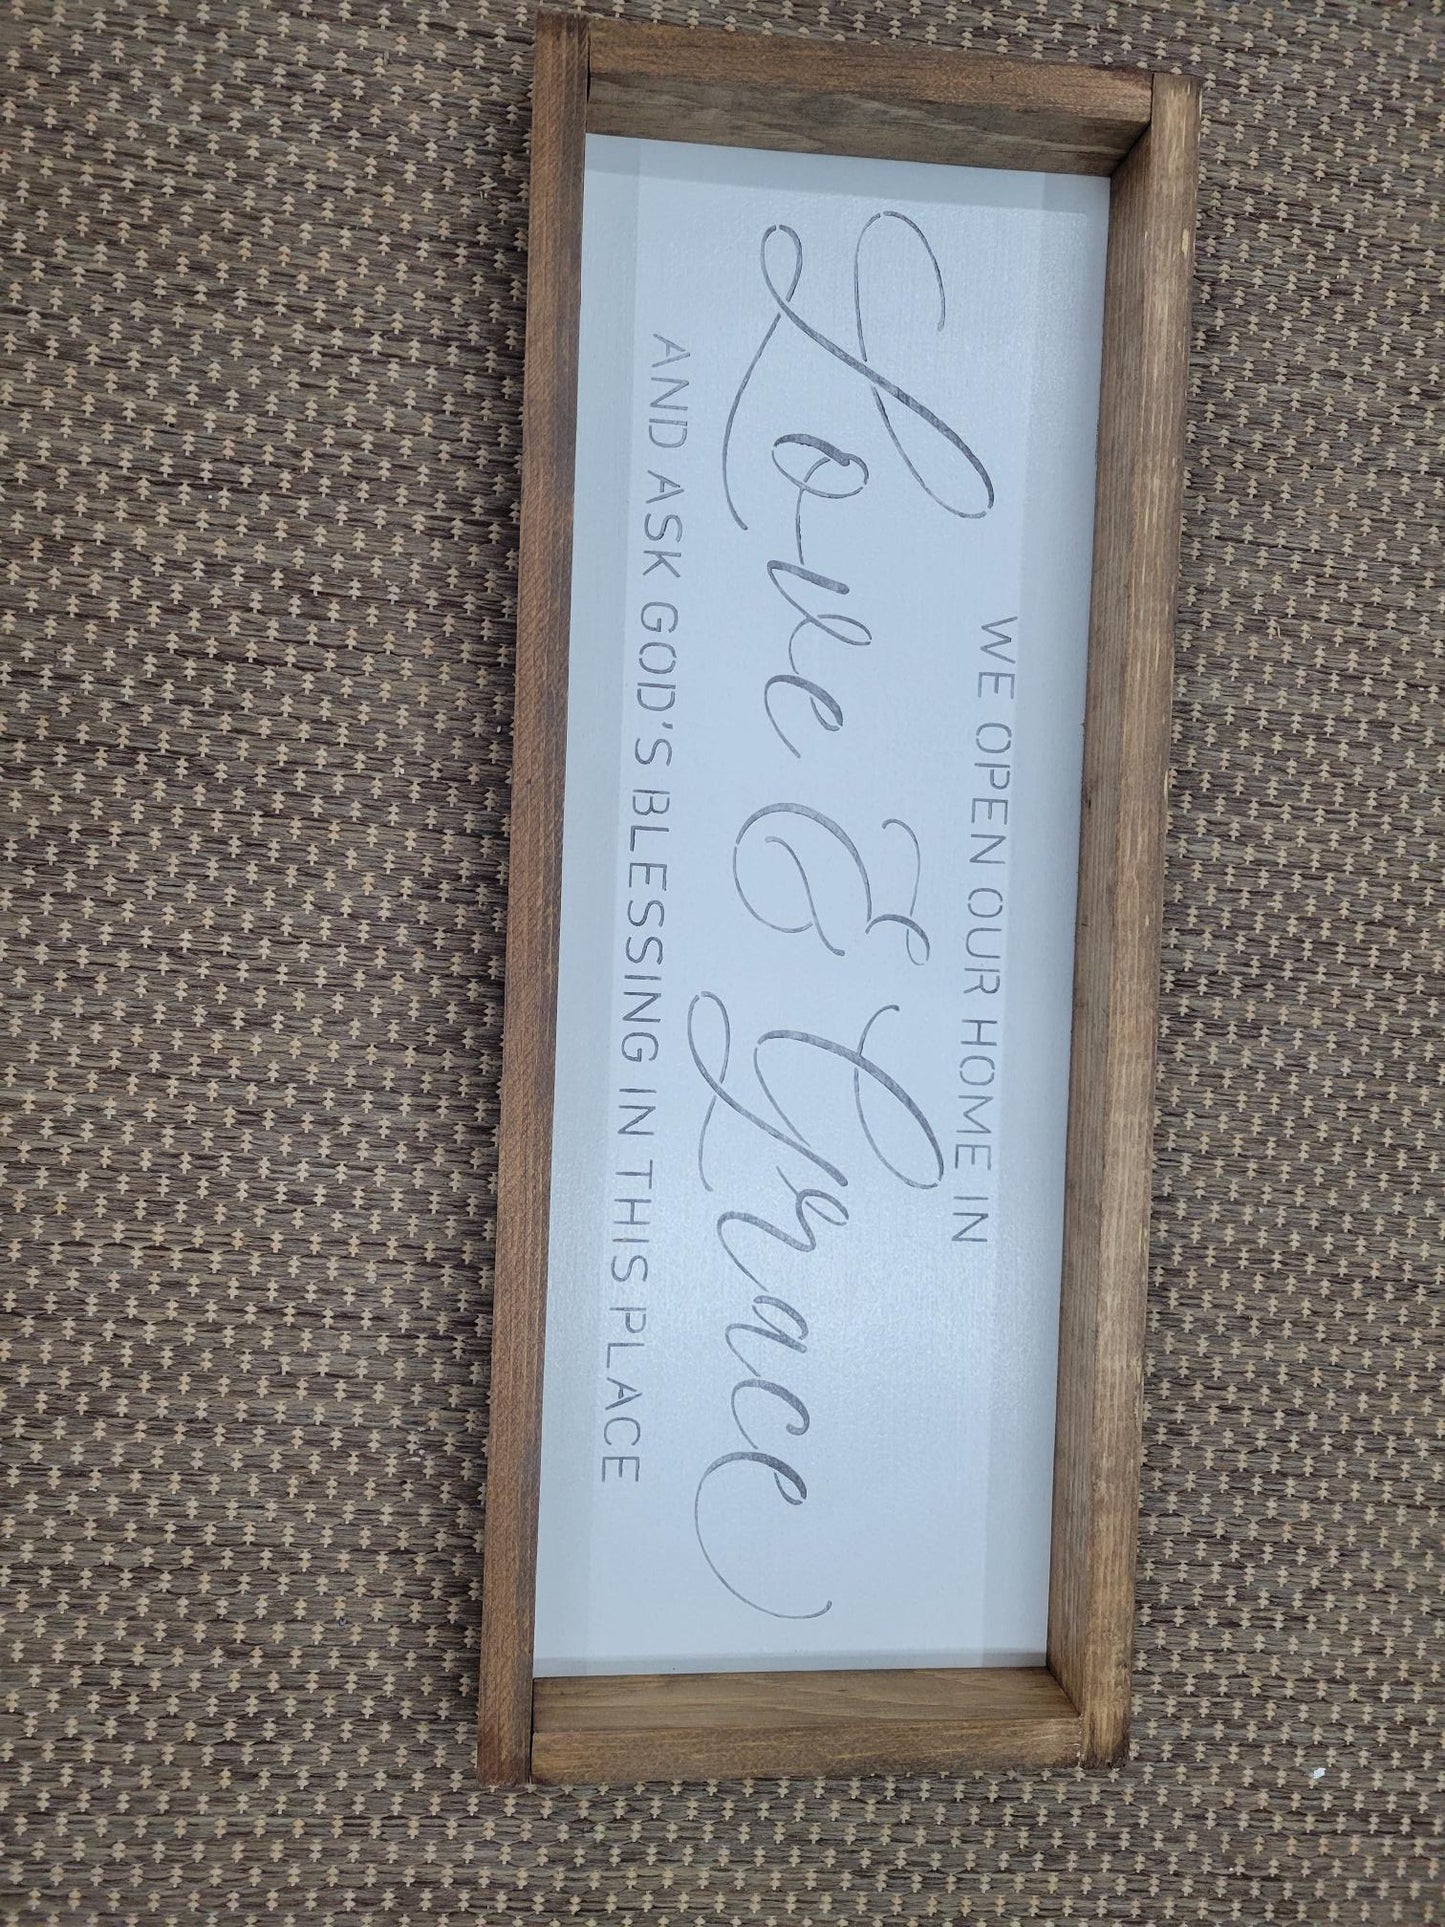 WE OPEN OUR HOME IN
Love & Grace
AND ASK GOD'S BLESSING IN THIS PLACE